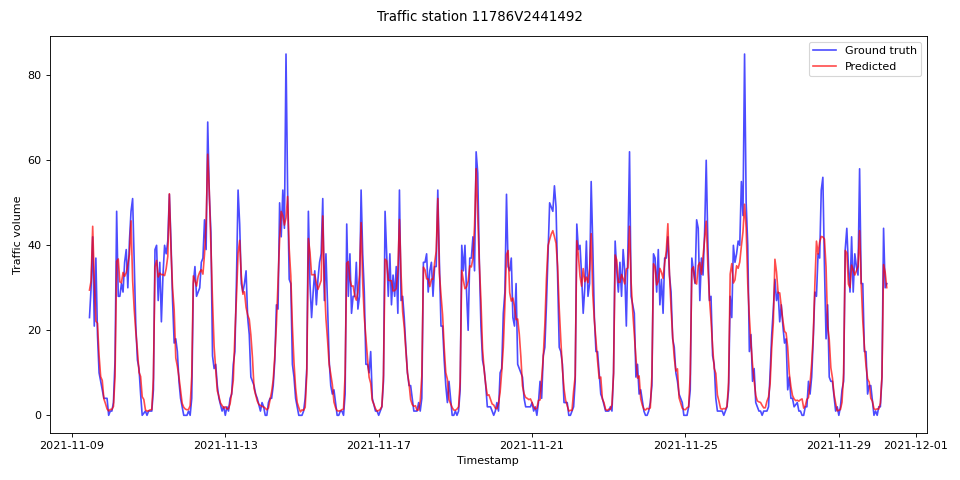 Traffic station 11786V2441492
Ground truth
Predicted
Traffic volume
80
60
40
20
0
2021-11-09
2021-11-13
2021-11-17
2021-11-21
2021-11-25
2021-11-29
2021-12-01
Timestamp